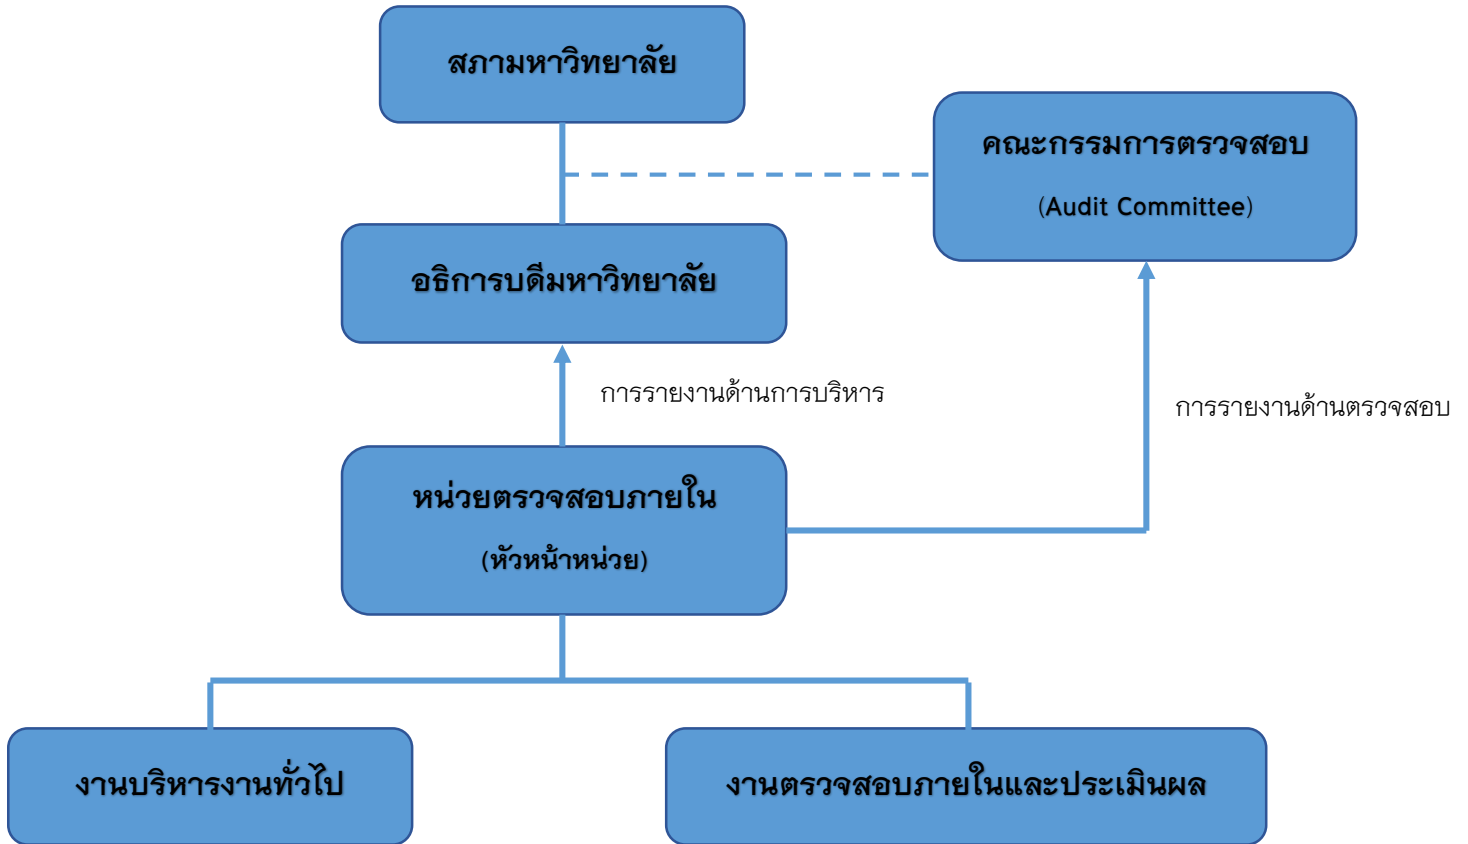 สภามหาวิทยาลัย
คณะกรรมการตรวจสอบ
(Audit Committee)
อธิการบดีมหาวิทยาลัย
การรายงานด้านการบริหาร
การรายงานด้านตรวจสอบ
หน่วยตรวจสอบภายใน
(หัวหน้าหน่วย)
งานบริหารงานทั่วไป
งานตรวจสอบภายในและประเมินผล